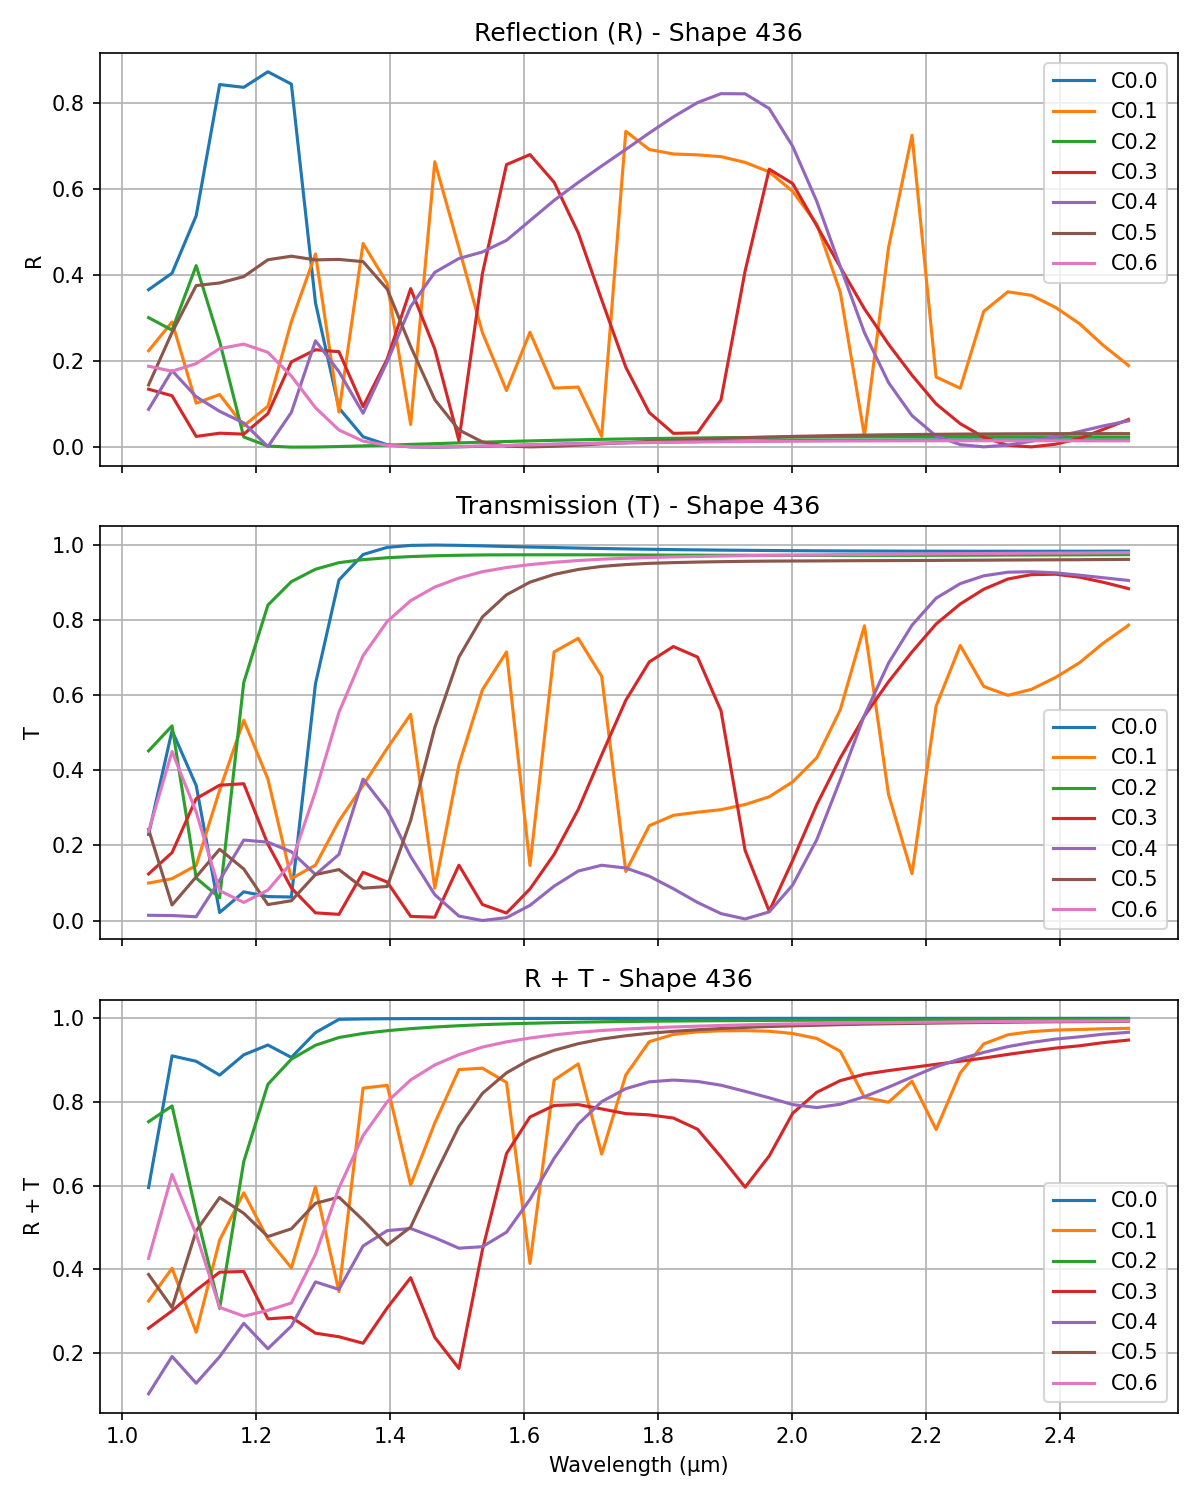 Reflection (R) - Shape 436
0.8
0.6
0.4
0.2
0.0
R
C0.0
C0.1
C0.2
C0.3
C0.4
C0.5
C0.6
Transmission (T) - Shape 436
1.0
0.8
0.6
0.4
0.2
0.0
T
C0.0
C0.1
C0.2
C0.3
C0.4
C0.5
C0.6
R + T - Shape 436
1.0
0.8
0.6
0.4
0.2
R + T
C0.0
C0.1
C0.2
C0.3
C0.4
C0.5
C0.6
1.0 1.2 1.4 1.6 1.8 2.0 2.2 2.4
Wavelength (µm)